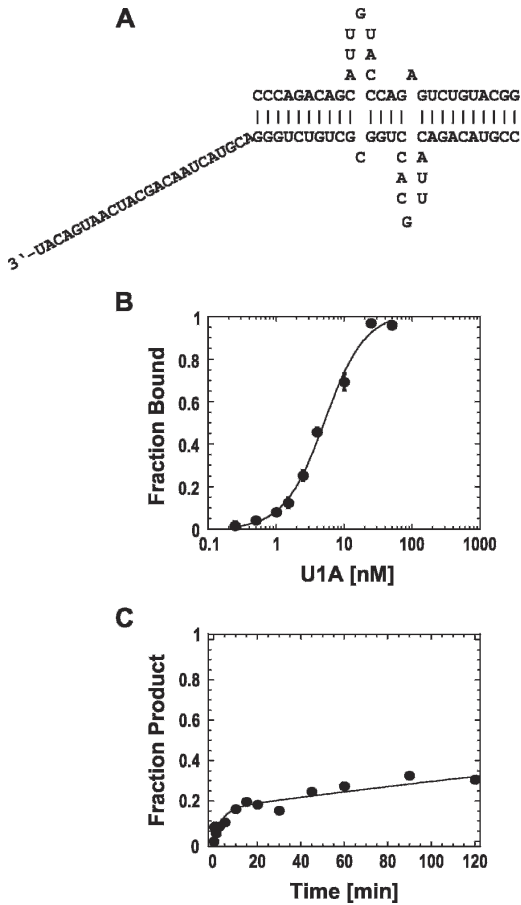 A
G
U U
U A
A C A
CCCAGACAGC CCAG GUCUGUACGG
GGGUCUGUCG GGUC CAGACAUGCC
C C A
A U
C U
G
3`-UACAGUAACUACGACAAUCAUGCA
B
Fraction Bound
1
0.8
0.6
0.4
0.2
0
0.1 1 10 100 1000
U1A [nM]
C
Fraction Product
1
0.8
0.6
0.4
0.2
0
0 20 40 60 80 100 120
Time [min]